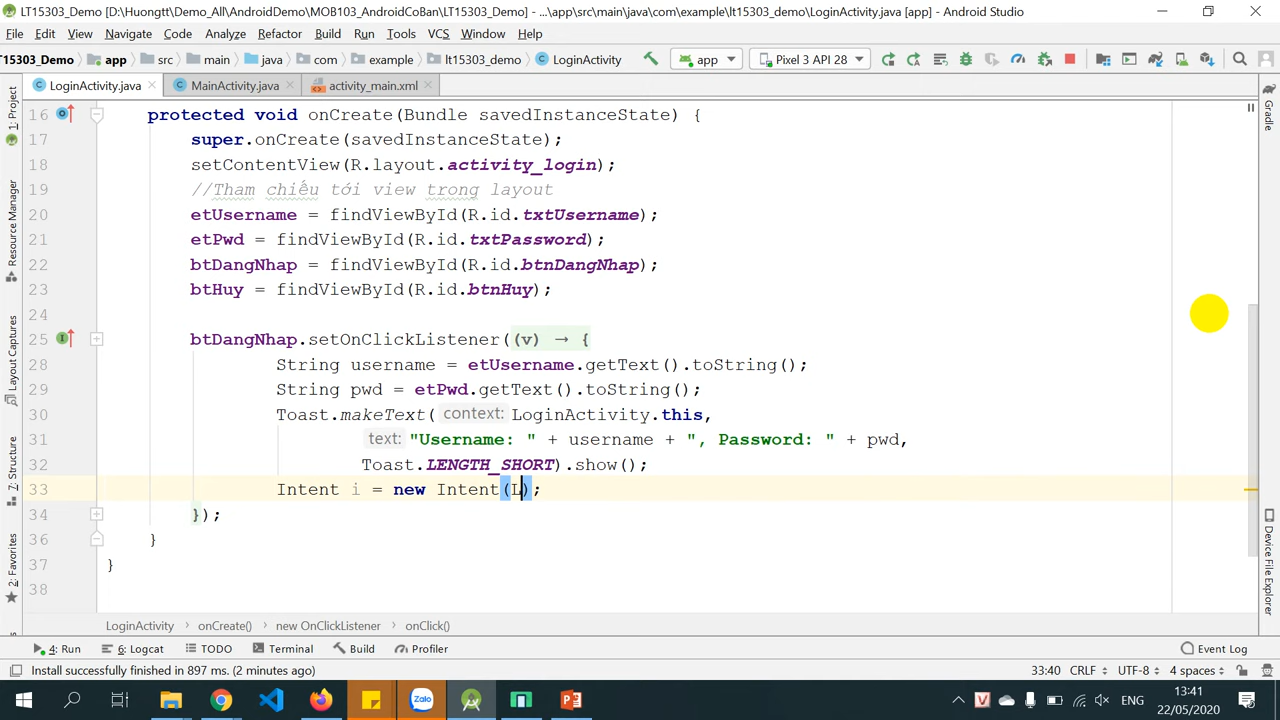 LT15303_Demo [D:\Huongtt\Demo_All\AndroidDemo\MOB103_AndroidCoBan\LT15303_Demo] - ...\app\src\main\java\com\example\lt15303_demo\LoginActivity.java [app] - Android Studio
File Edit View Navigate Code Analyze Refactor Build Run Tools VCS Window Help
T15303_Demo app src main java com example lt15303_demo LoginActivity app Pixel 3 API 28
LoginActivity.java MainActivity.java activity_main.xml
16 protected void onCreate(Bundle savedInstanceState) {
17 super.onCreate(savedInstanceState);
18 setContentView(R.layout.activity_login);
19 //Tham chiếu tới view trong layout
20 etUsername = findViewById(R.id.txtUsername);
21 etPwd = findViewById(R.id.txtPassword);
22 btDangNhap = findViewById(R.id.btnDangNhap);
23 btHuy = findViewById(R.id.btnHuy);
24
25 btDangNhap.setOnClickListener((v) → {
28 String username = etUsername.getText().toString();
29 String pwd = etPwd.getText().toString();
30 Toast.makeText( context: LoginActivity.this,
31 text: "Username: " + username + ", Password: " + pwd,
32 Toast.LENGTH_SHORT).show();
33 Intent i = new Intent(L);
34 });
36 }
37 }
38
1: Project
Resource Manager
Layout Captures
7: Structure
2: Favorites
Gradle
Device File Explorer
LoginActivity onCreate() new OnClickListener onClick()
4: Run 6: Logcat TODO Terminal Build Profiler Event Log
Install successfully finished in 897 ms. (2 minutes ago) 33:40 CRLF UTF-8 4 spaces
Zalo V ENG 13:41
22/05/2020